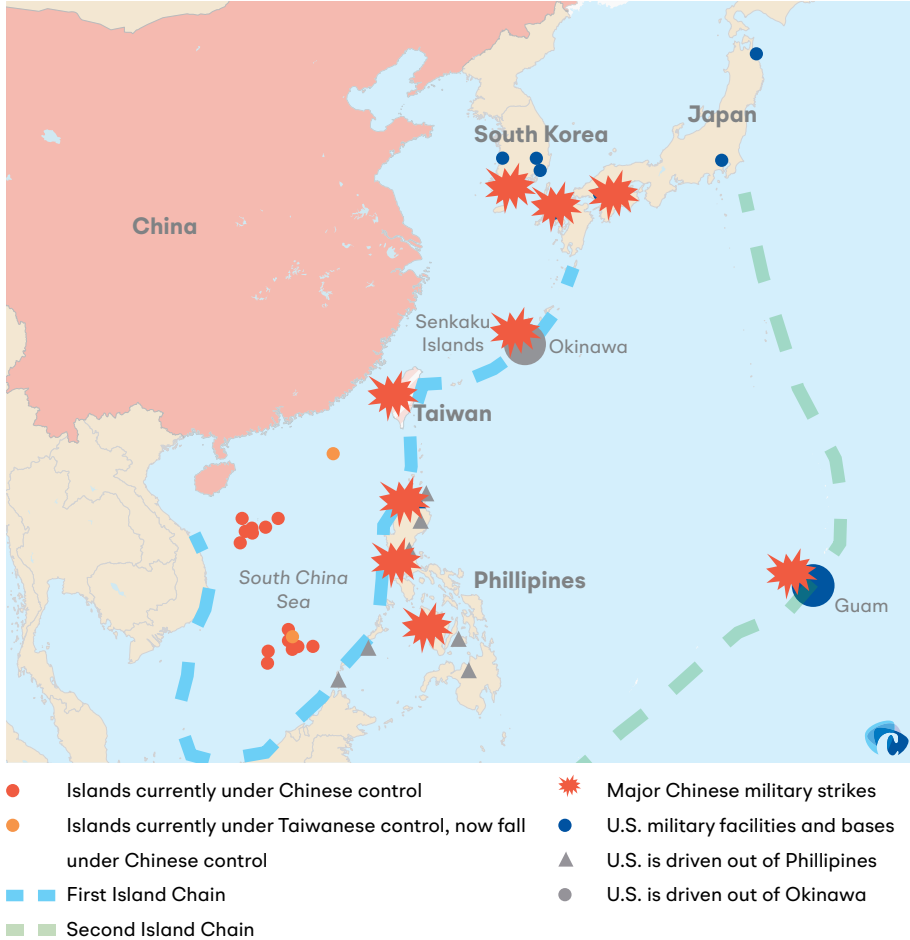 Japan
South Korea
China
Senkaku
Islands
Okinawa
Taiwan
South China
Sea
Phillipines
Guam
Islands currently under Chinese control
Islands currently under Taiwanese control, now fall
under Chinese control
First Island Chain
Second Island Chain
Major Chinese military strikes
U.S. military facilities and bases
U.S. is driven out of Phillipines
U.S. is driven out of Okinawa